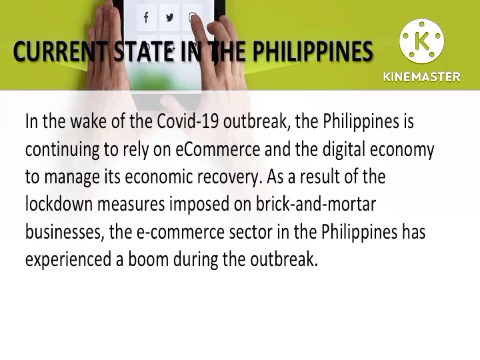 CURRENT STATE IN THE PHILIPPINES
KINEMASTER
In the wake of the Covid-19 outbreak, the Philippines is
continuing to rely on eCommerce and the digital economy
to manage its economic recovery. As a result of the
lockdown measures imposed on brick-and-mortar
businesses, the e-commerce sector in the Philippines has
experienced a boom during the outbreak.